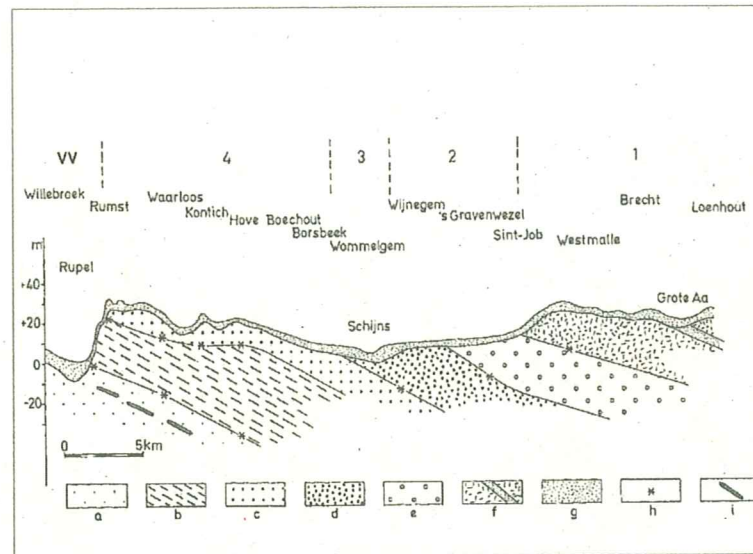 VV 4 3 2 1
Willebroek Rumst Waarloos Kontich Hove Boechout Borsbeek Wommelgem Wijnegem 's Gravenwezel Sint-Job Westmalle Brecht Loenhout
m
Rupel Schijns Grote Aa
+40
+20
0
-20
0 5km
a b c d e f g h i